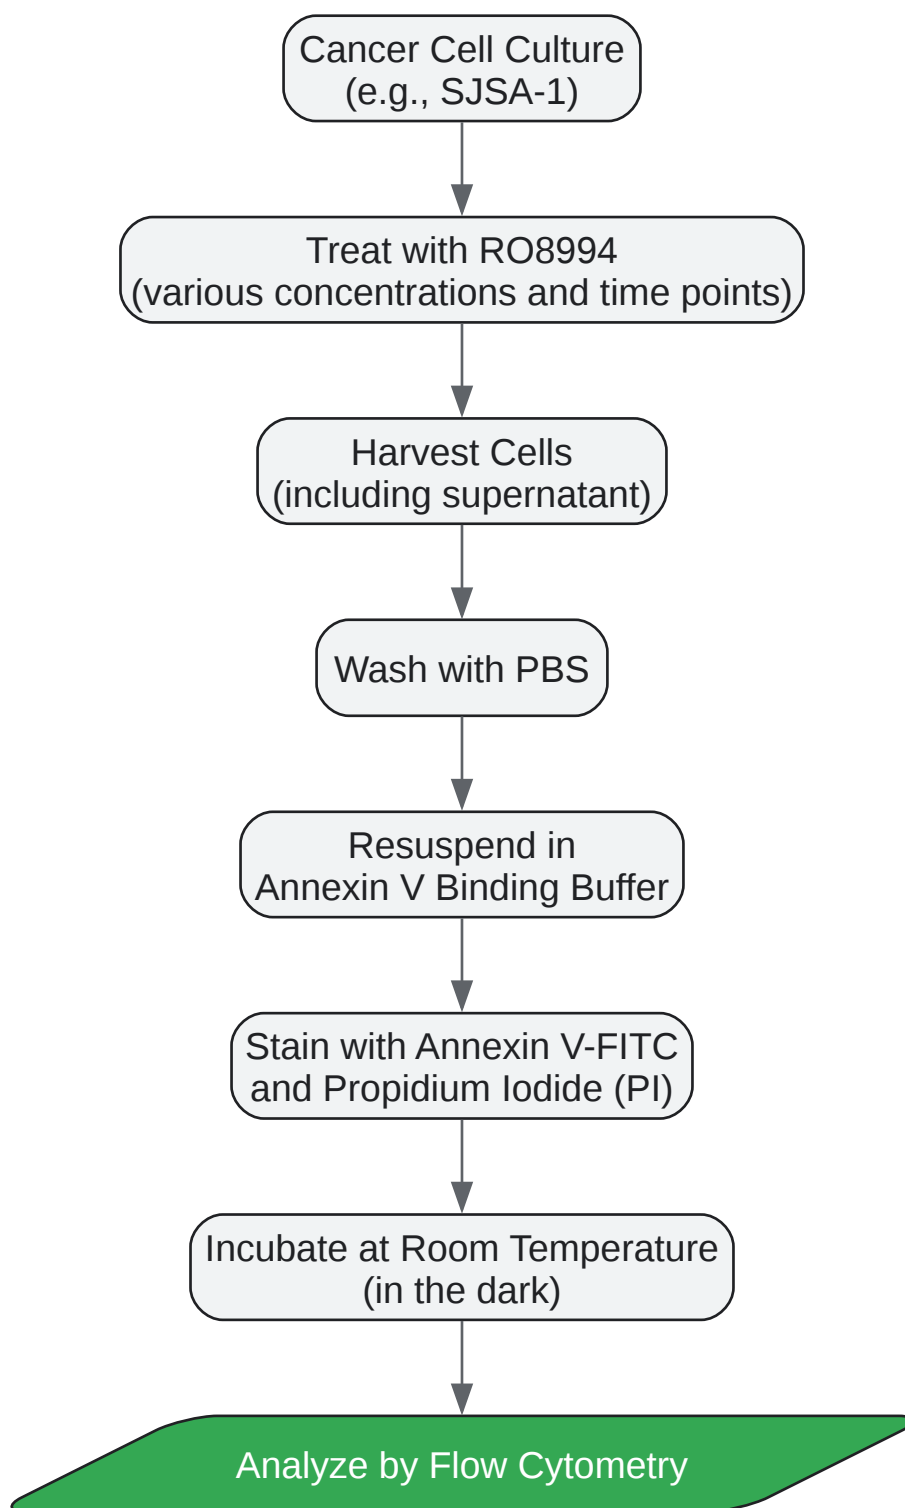 Cancer Cell Culture
(e.g., SJSA-1)
Treat with RO8994
(various concentrations and time points)
Harvest Cells
(including supernatant)
Wash with PBS
Resuspend in
Annexin V Binding Buffer
Stain with Annexin V-FITC
and Propidium Iodide (PI)
Incubate at Room Temperature
(in the dark)
Analyze by Flow Cytometry